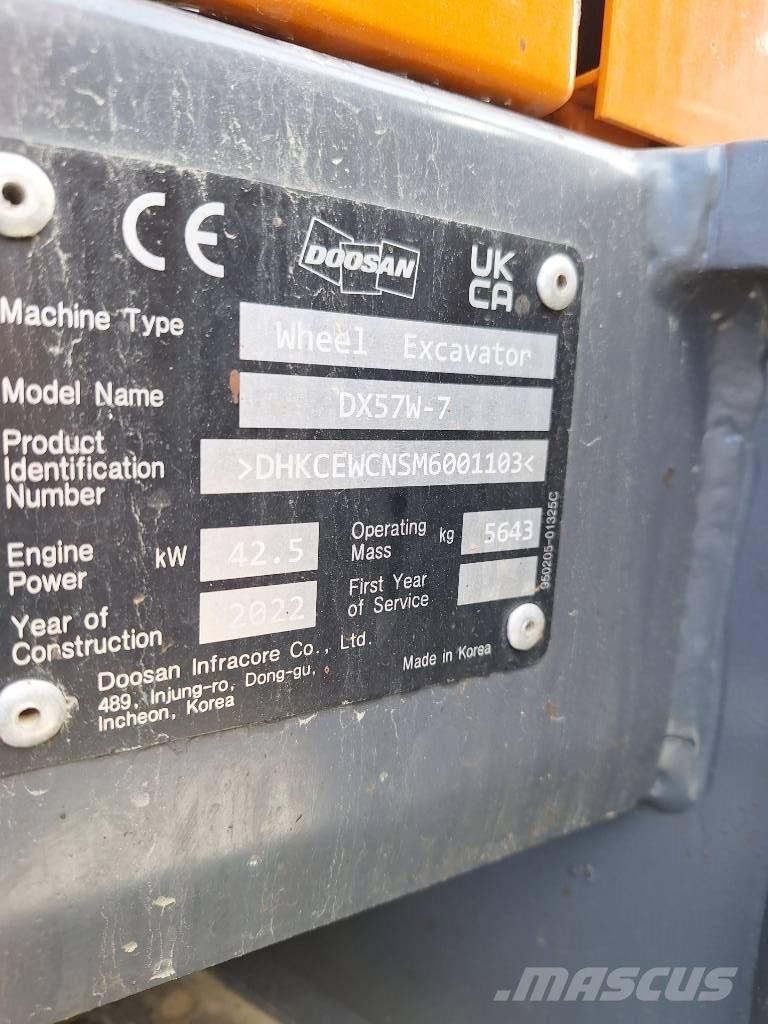 CE DOOSAN UK
CA
Machine Type Wheel Excavator
Model Name DX57W-7
Product
Identification
Number >DHKCEWCNSM6001103<
Engine
Power kW 42.5 Operating
Mass kg 5643
Year of
Construction 2022 First Year
of Service
Doosan Infracore Co., Ltd.
489, Injung-ro, Dong-gu,
Incheon, Korea
Made in Korea
950205-01325C
MASCUS